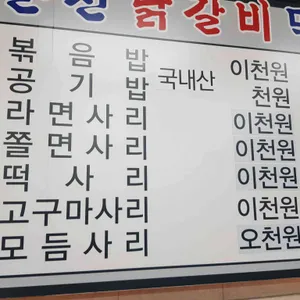 닭갈비
볶음밥 이천원
공기밥 국내산 천원
라면사리 이천원
쫄면사리 이천원
떡사리 이천원
고구마사리 이천원
모듬사리 오천원